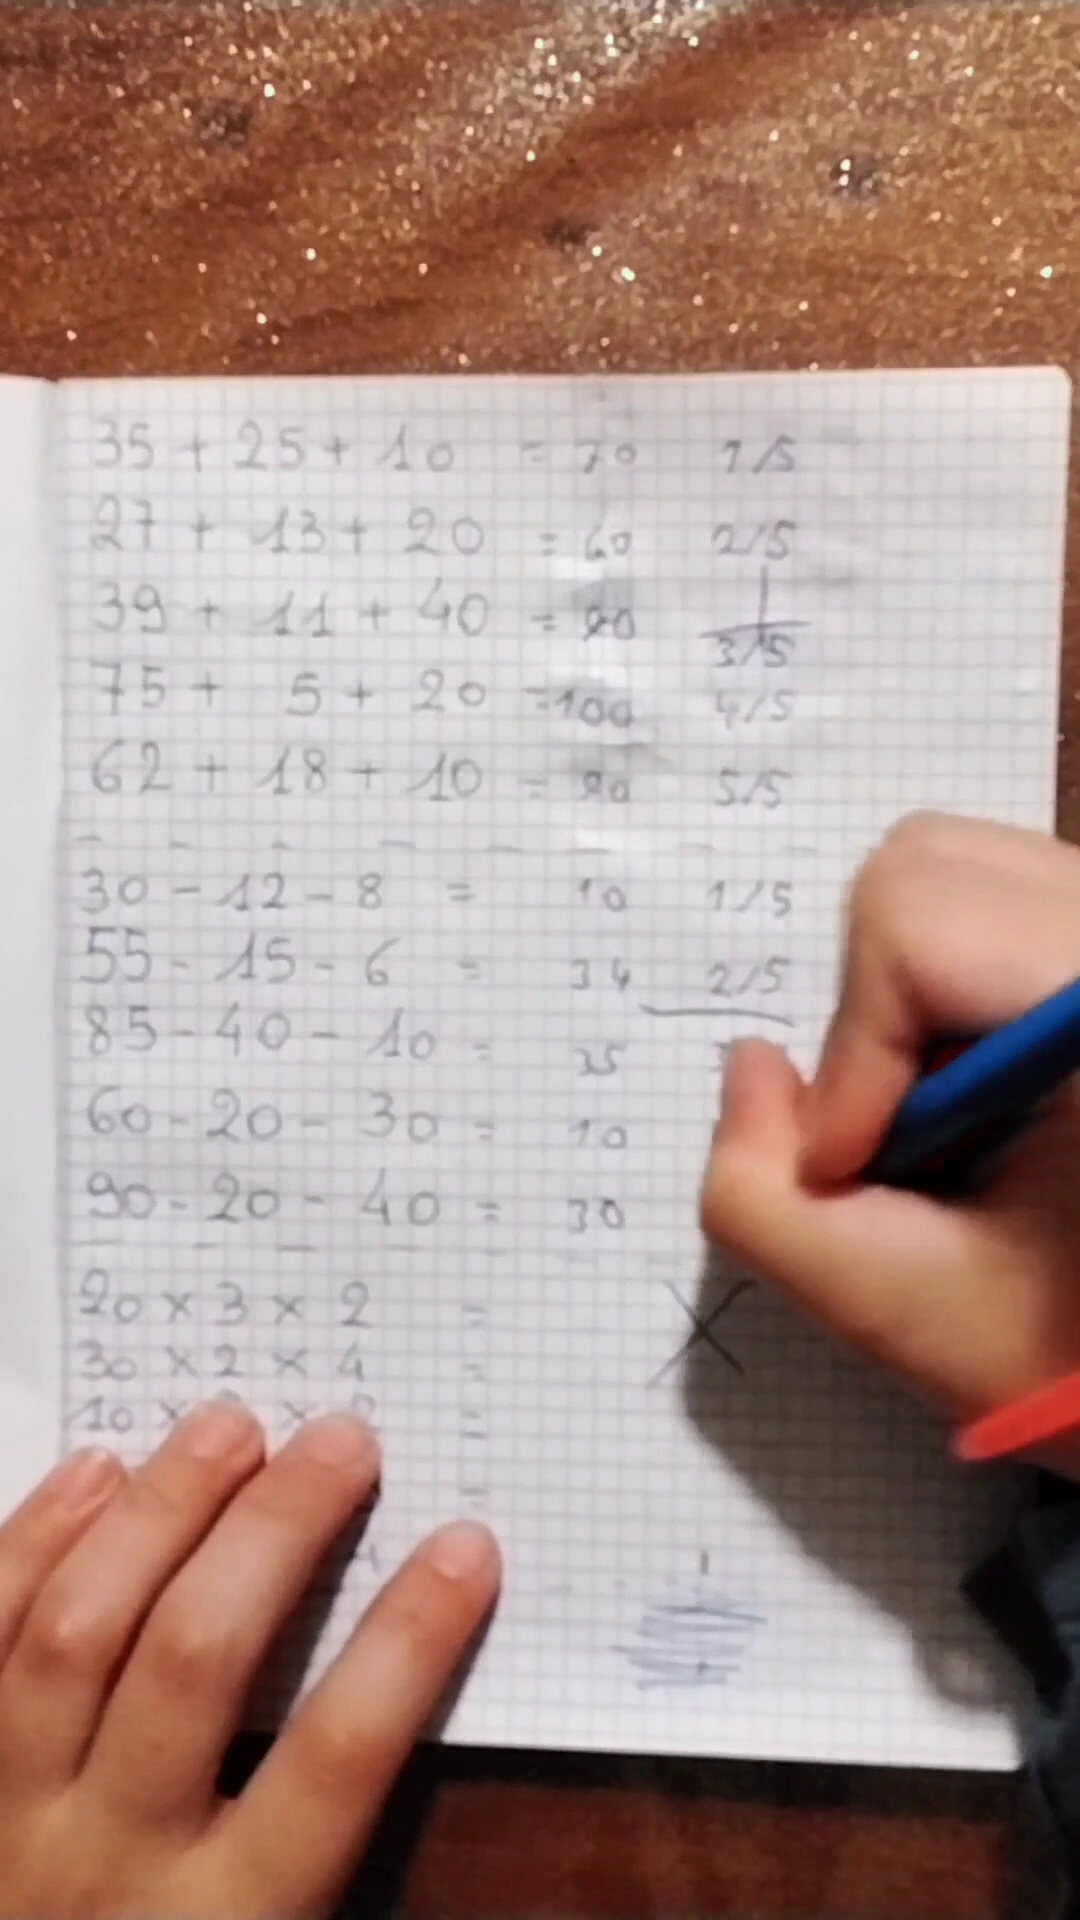 35 + 25 + 10 = 70 1/5
27 + 13 + 20 = 60 2/5
39 + 11 + 40 = 90 3/5
75 + 5 + 20 = 100 4/5
62 + 18 + 10 = 90 5/5
30 - 12 - 8 = 10 1/5
55 - 15 - 6 = 34 2/5
85 - 40 - 10 = 35
60 - 20 - 30 = 10
90 - 20 - 40 = 30
20 x 3 x 2 =
30 x 2 x 4 =
10 x x =
=
4